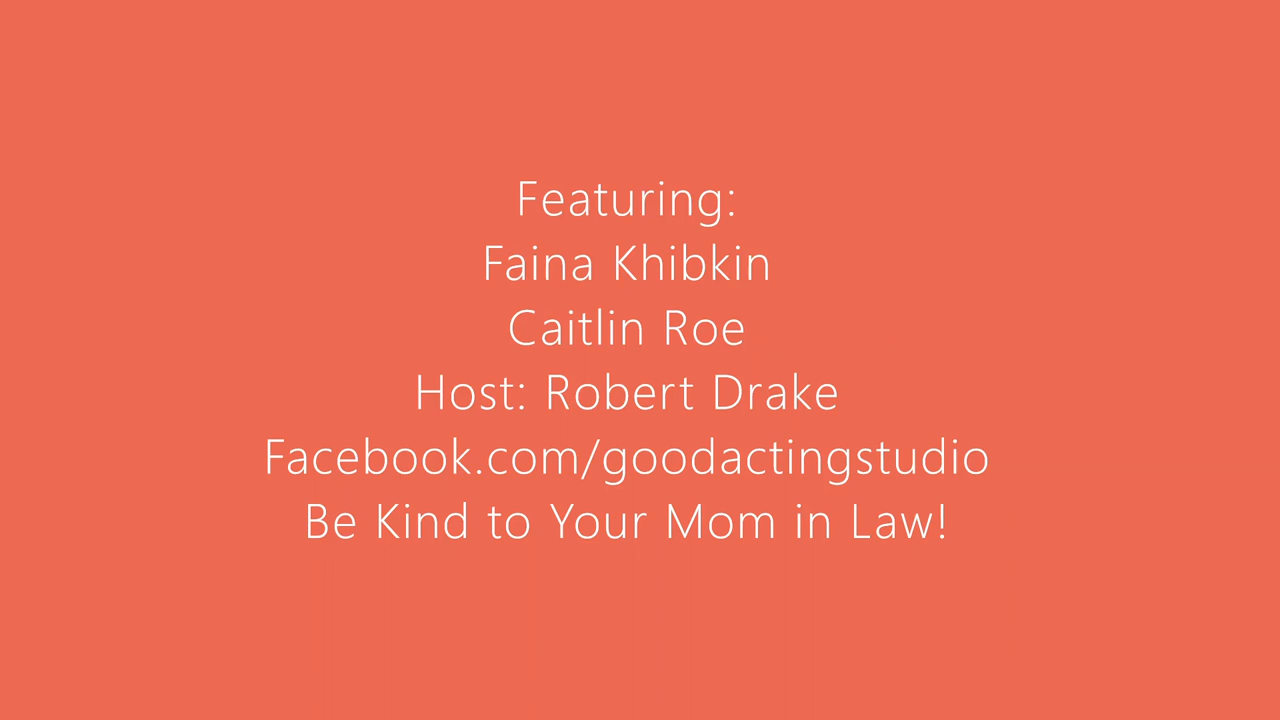 Featuring:
Faina Khibkin
Caitlin Roe
Host: Robert Drake
Facebook.com/goodactingstudio
Be Kind to Your Mom in Law!